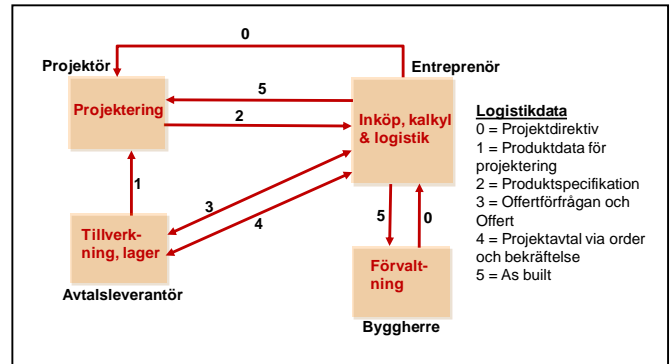 0
Projektör
Entreprenör
Projektering
5
2
Inköp, kalkyl
& logistik
Logistikdata
0 = Projektdirektiv
1 = Produktdata för
projektering
2 = Produktspecifikation
3 = Offertförfrågan och
Offert
4 = Projektavtal via order
och bekräftelse
5 = As built
1
3
4
5
0
Tillverk-
ning, lager
Avtalsleverantör
Förvalt-
ning
Byggherre